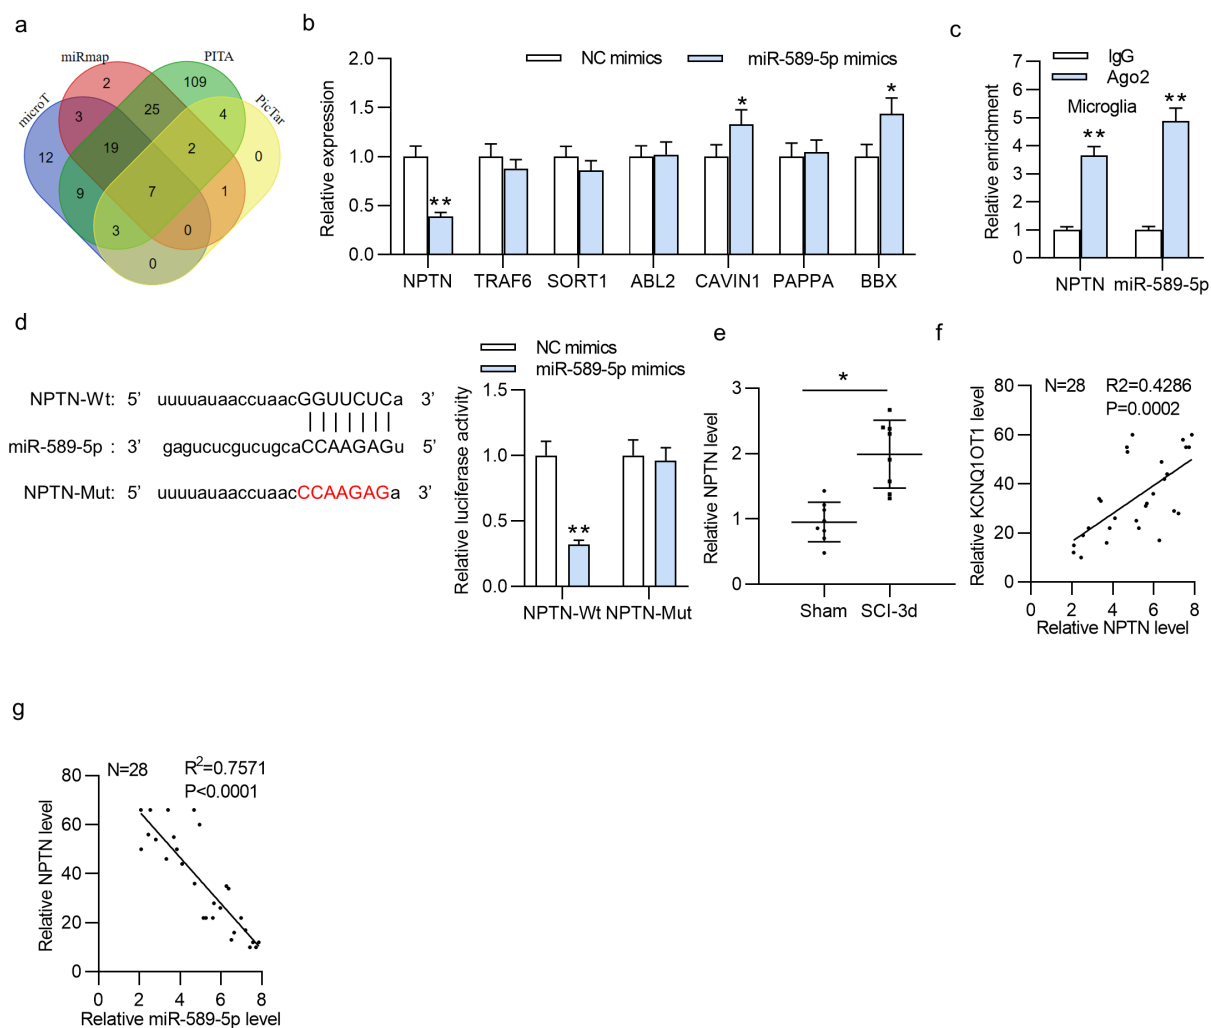 a
miRmap
PITA
microT
PicTar
2
109
3
25
4
12
19
2
0
9
7
1
3
0
0
b
NC mimics
miR-589-5p mimics
Relative expression
2.0
1.5
1.0
0.5
0.0
**
*
*
NPTN
TRAF6
SORT1
ABL2
CAVIN1
PAPPA
BBX
c
IgG
Ago2
Microglia
Relative enrichment
7
6
5
4
3
2
1
0
**
**
NPTN
miR-589-5p
d
NPTN-Wt: 5’ uuuuauaaccuaacGGUUCUCa 3’
miR-589-5p : 3’ gagucucgucugcaCCAAGAGu 5’
NPTN-Mut: 5’ uuuuauaaccuaacCCAAGAGa 3’
NC mimics
miR-589-5p mimics
Relative luciferase activity
1.5
1.0
0.5
0.0
**
NPTN-Wt
NPTN-Mut
e
Relative NPTN level
3
2
1
0
*
Sham
SCI-3d
f
Relative KCNQ1OT1 level
80
60
40
20
0
N=28
R2=0.4286
P=0.0002
0 2 4 6 8
Relative NPTN level
g
Relative NPTN level
80
60
40
20
0
N=28
R2=0.7571
P<0.0001
0 2 4 6 8
Relative miR-589-5p level